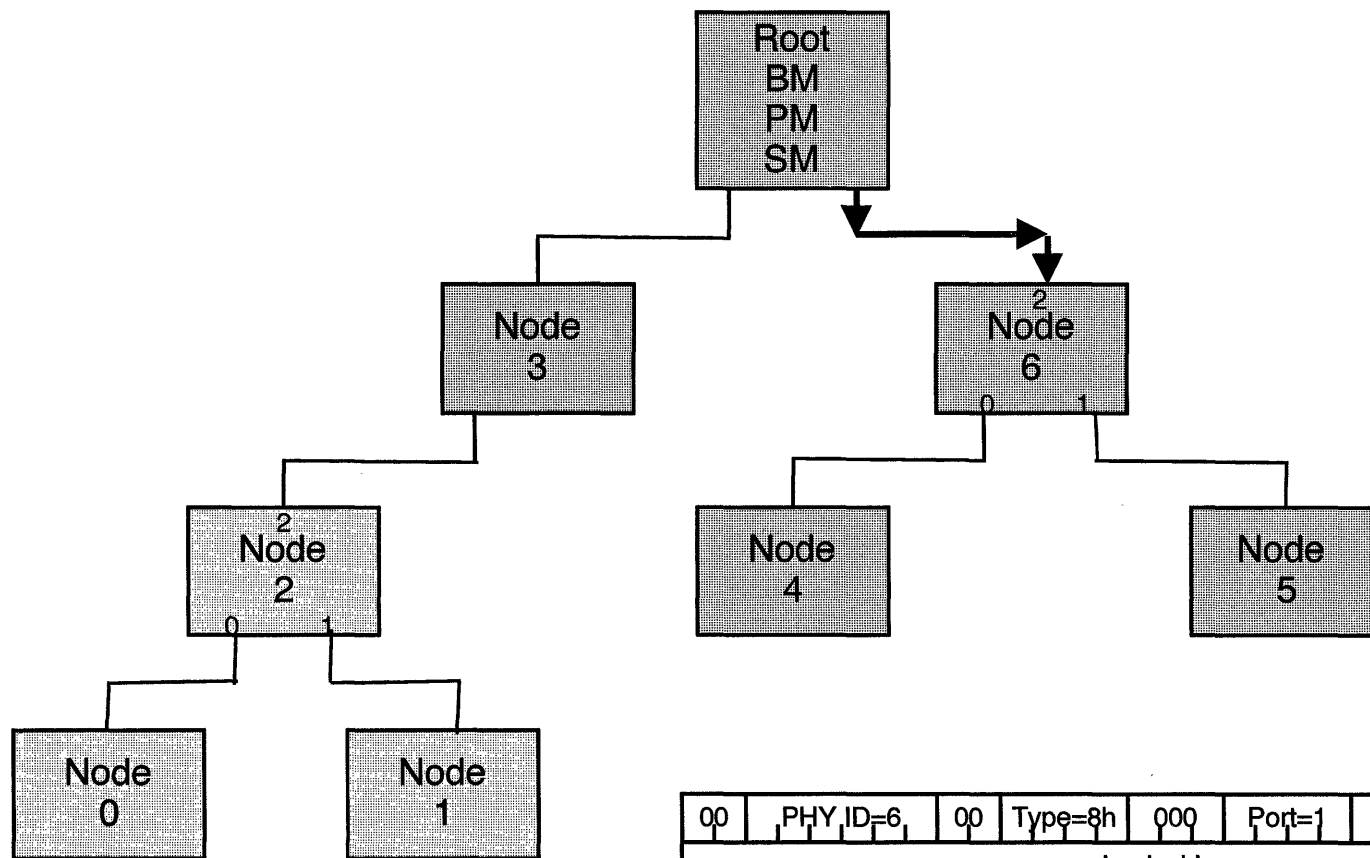 Root
BM
PM
SM
Node
3
2
Node
6
0 1
2
Node
2
0 1
Node
4
Node
5
Node
0
Node
1
00 PHY ID=6 00 Type=8h 000 Port=1